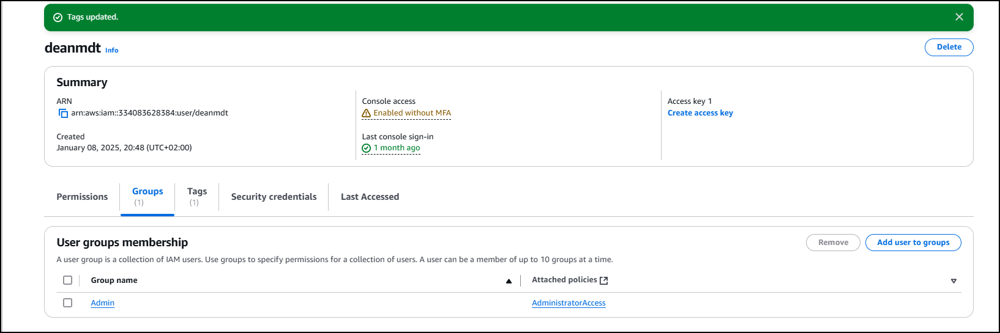 Tags updated.
deanmdt Info
Delete
Summary
ARN
arn:aws:iam::334083628384:user/deanmdt
Created
January 08, 2025, 20:48 (UTC+02:00)
Console access
Enabled without MFA
Last console sign-in
1 month ago
Access key 1
Create access key
Permissions
Groups
(1)
Tags
(1)
Security credentials
Last Accessed
User groups membership
Remove
Add user to groups
A user group is a collection of IAM users. Use groups to specify permissions for a collection of users. A user can be a member of up to 10 groups at a time.
Group name
Attached policies
Admin
AdministratorAccess